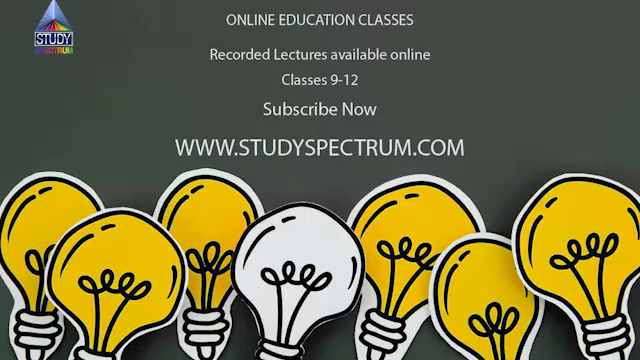 STUDY
SPECTRUM
ONLINE EDUCATION CLASSES
Recorded Lectures available online
Classes 9-12
Subscribe Now
WWW.STUDYSPECTRUM.COM